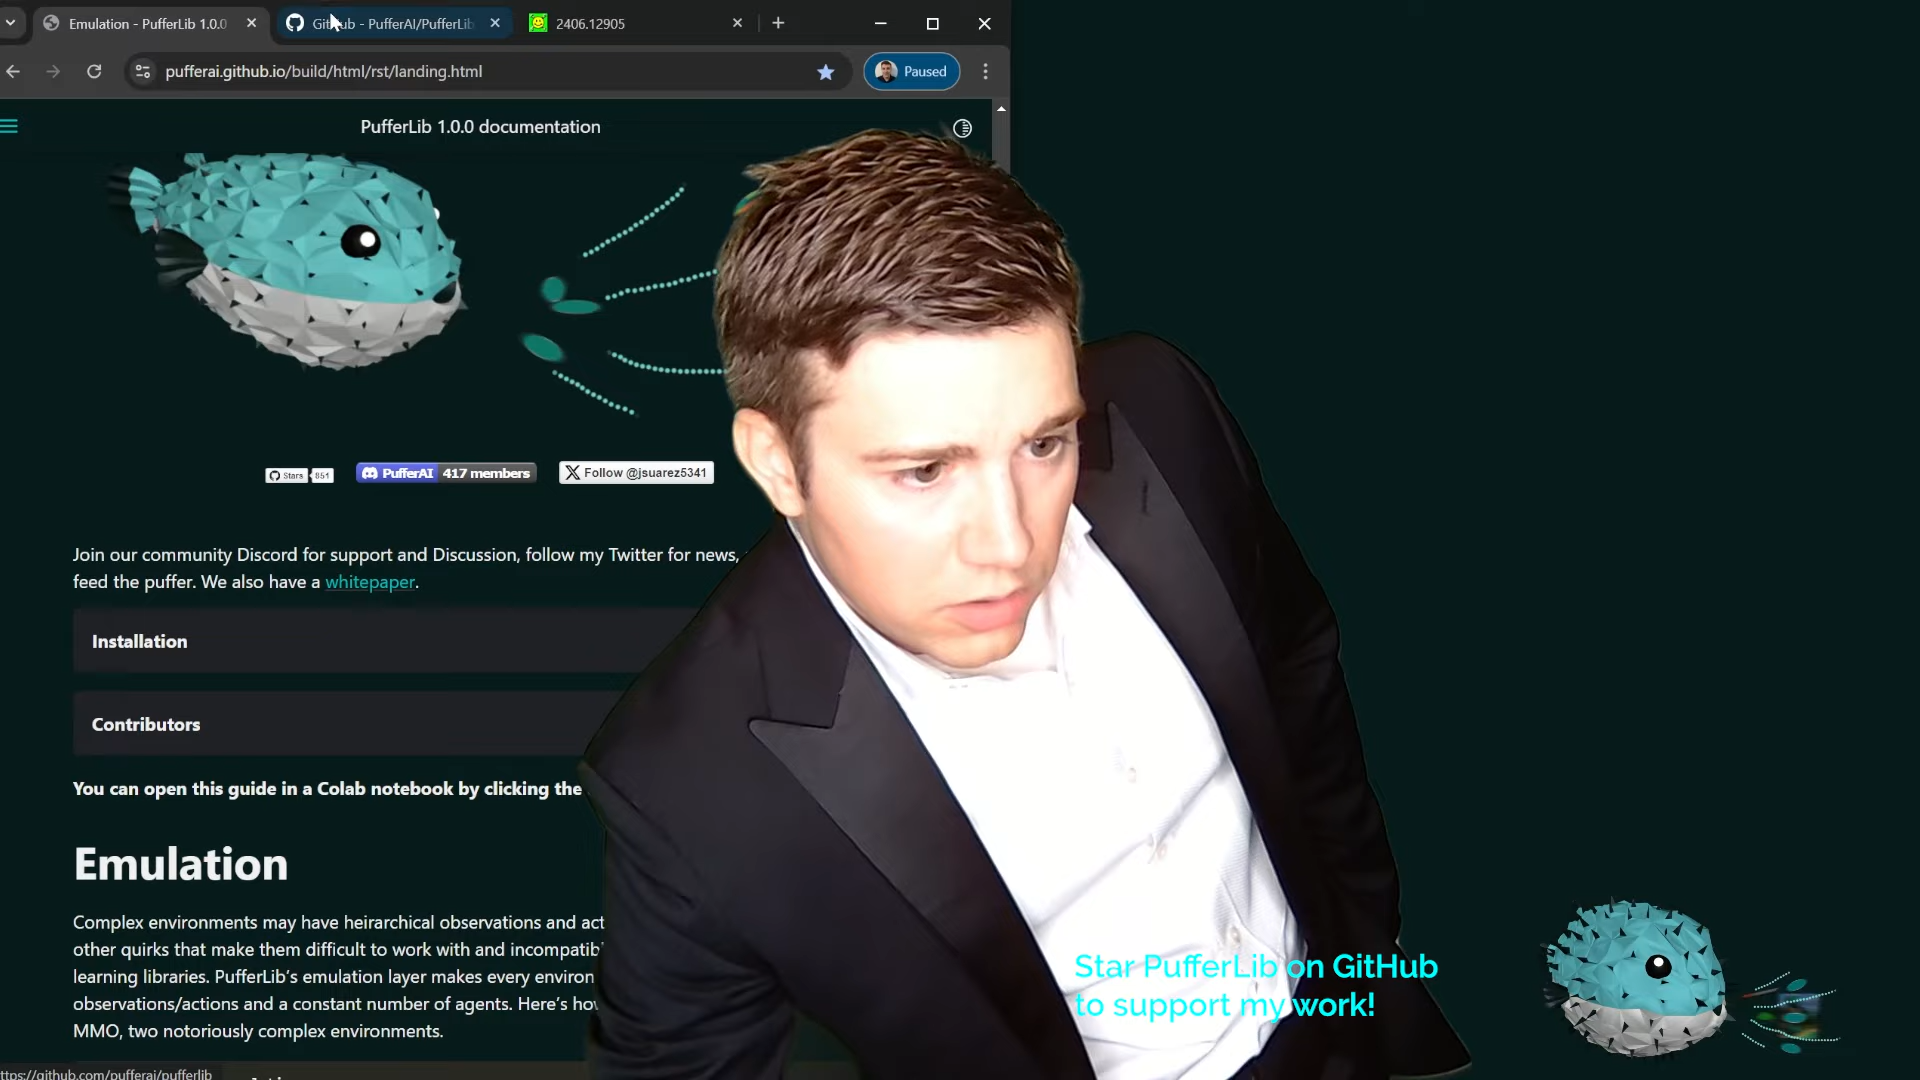 Emulation - PufferLib 1.0.0
GitHub - PufferAI/PufferLib
2406.12905
pufferai.github.io/build/html/rst/landing.html
Paused
PufferLib 1.0.0 documentation
Stars 851
PufferAI 417 members
Follow @jsuarez5341
Join our community Discord for support and Discussion, follow my Twitter for news,
feed the puffer. We also have a whitepaper.
Installation
Contributors
You can open this guide in a Colab notebook by clicking the
Emulation
Complex environments may have heirarchical observations and act
other quirks that make them difficult to work with and incompatib
learning libraries. PufferLib's emulation layer makes every environ
observations/actions and a constant number of agents. Here's how
MMO, two notoriously complex environments.
Star PufferLib on GitHub
to support my work!
ttps://github.com/pufferai/pufferlib